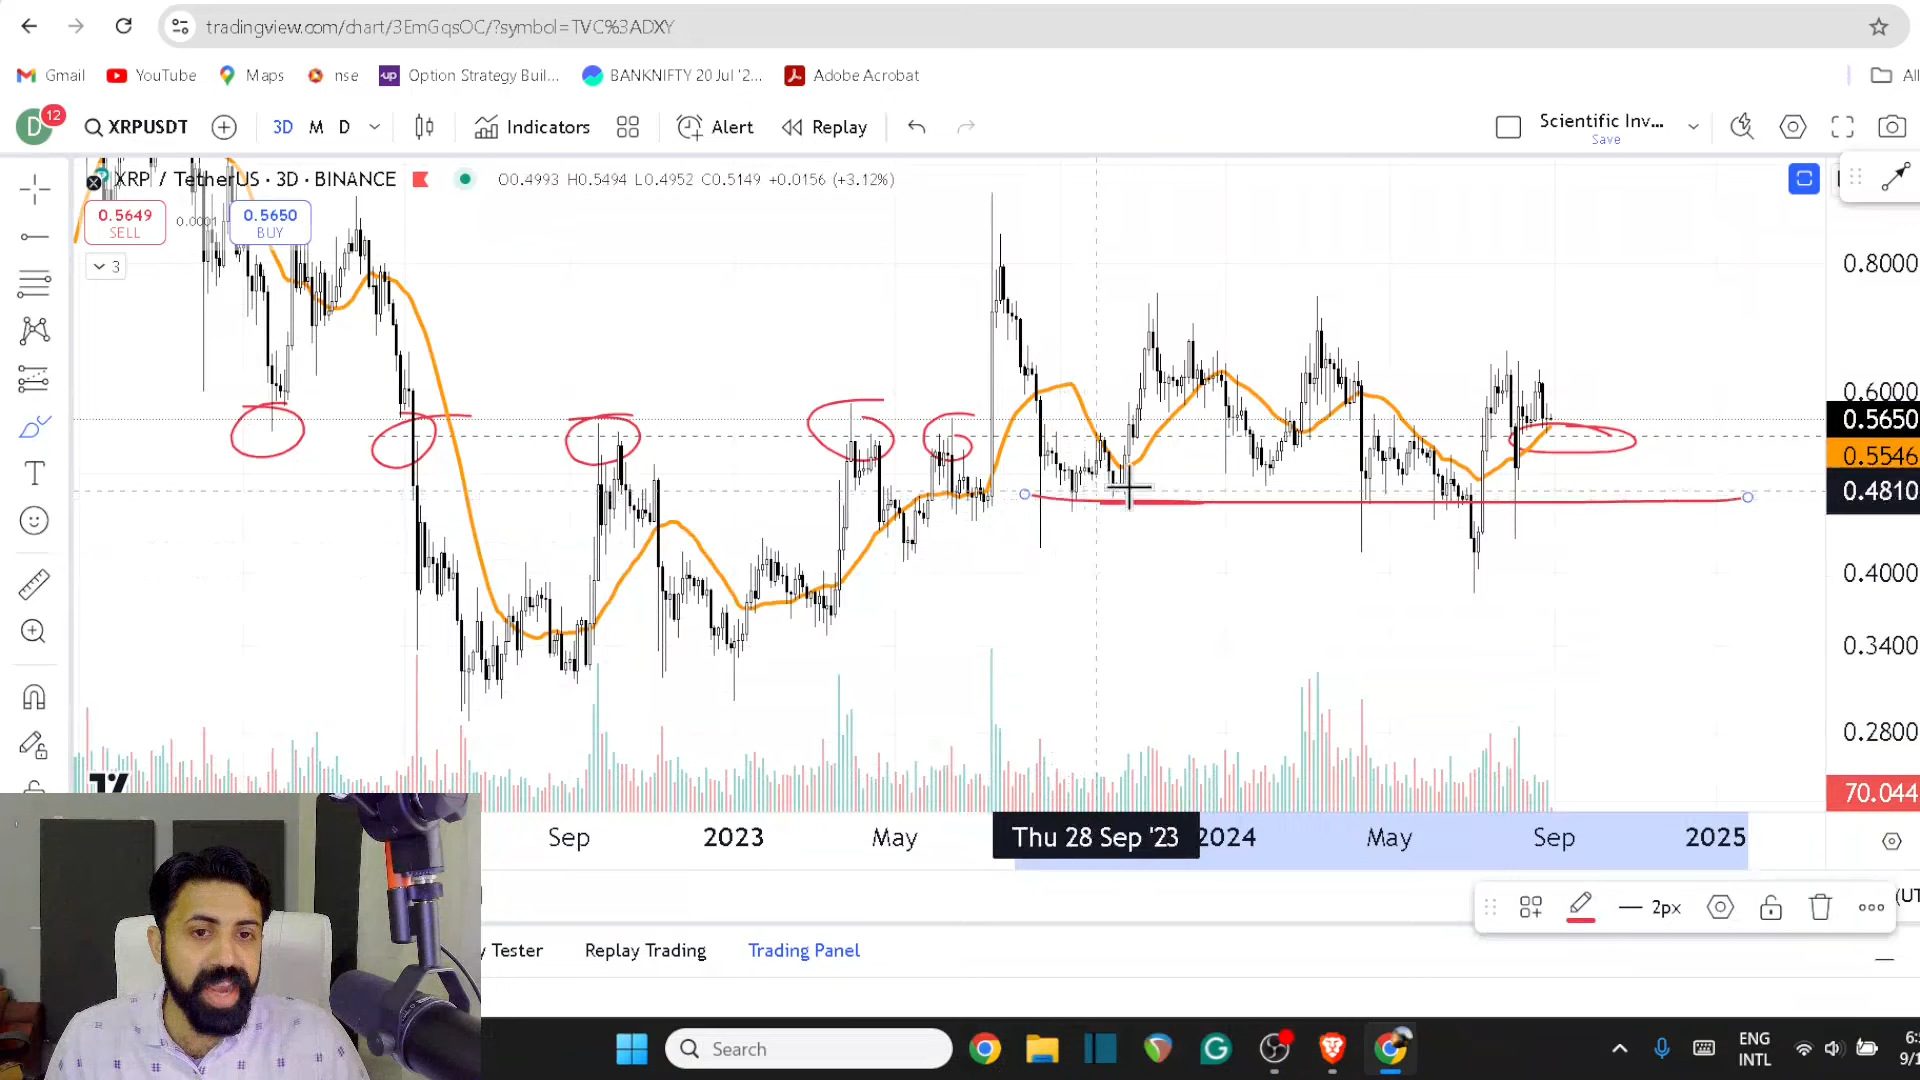 tradingview.com/chart/3EmGqsOC/?symbol=TVC%3ADXY
Gmail YouTube Maps nse Option Strategy Buil... BANKNIFTY 20 Jul '2... Adobe Acrobat All
D 12 XRPUSDT 3D M D Indicators Alert Replay Scientific Inv... Save
XRP / TetherUS · 3D · BINANCE O0.4993 H0.5494 L0.4952 C0.5149 +0.0156 (+3.12%)
0.5649 SELL 0.0001 0.5650 BUY
3
0.8000
0.6000
0.5650
0.5546
0.4810
0.4000
0.3400
0.2800
70.044
Sep 2023 May Thu 28 Sep '23 2024 May Sep 2025
2px
y Tester Replay Trading Trading Panel
Search
ENG
INTL